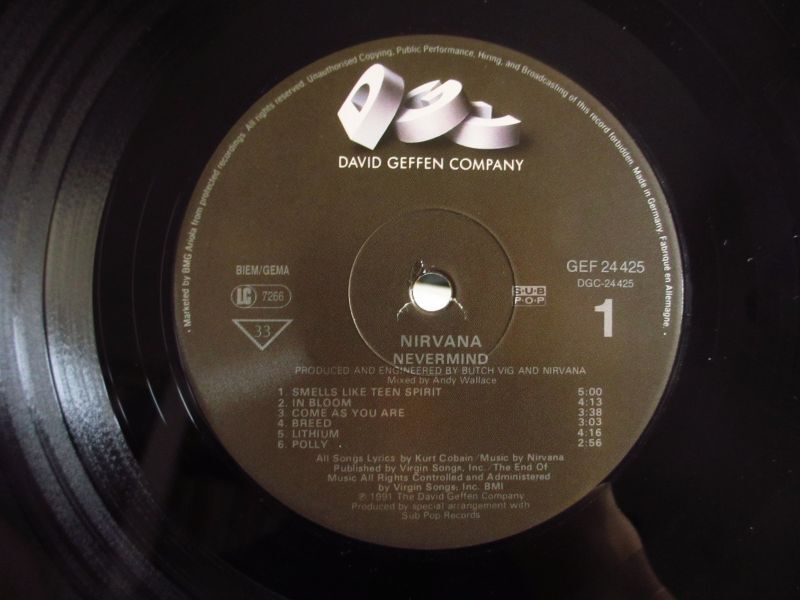 · Marketed by BMG Ariola from protected recordings. All rights reserved. Unauthorised Copying, Public Performance, Hiring, and Broadcasting of this record forbidden. Made in Germany. Fabriqué en Allemagne.
DGC
DAVID GEFFEN COMPANY
BIEM/GEMA
LC 7266
33
SUB
POP
GEF 24 425
DGC-24 425
1
NIRVANA
NEVERMIND
PRODUCED AND ENGINEERED BY BUTCH VIG AND NIRVANA
Mixed by Andy Wallace
1. SMELLS LIKE TEEN SPIRIT 5:00
2. IN BLOOM 4:13
3. COME AS YOU ARE 3:38
4. BREED 3:03
5. LITHIUM 4:16
6. POLLY 2:56
All Songs Lyrics by Kurt Cobain/Music by Nirvana
Published by Virgin Songs, Inc./The End Of
Music All Rights Controlled and Administered
by Virgin Songs, Inc. BMI
℗ 1991 The David Geffen Company
Produced by special arrangement with
Sub Pop Records